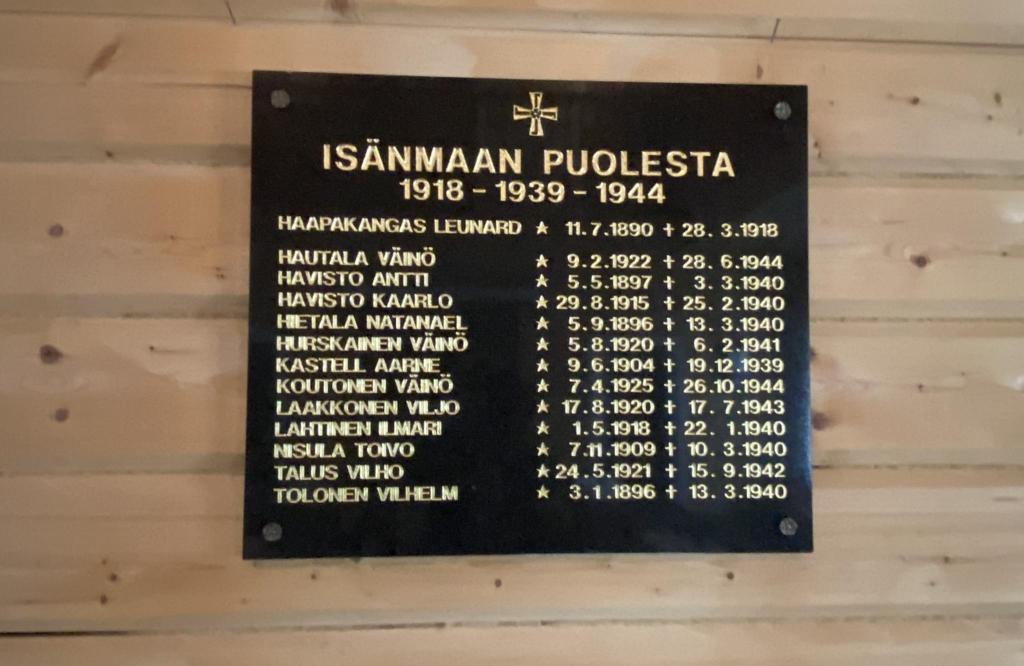 ISÄNMAAN PUOLESTA
1918 - 1939 - 1944
HAAPAKANGAS LEUNARD ★ 11.7.1890 ✝ 28.3.1918
HAUTALA VÄINÖ ★ 9.2.1922 ✝ 28.6.1944
HAVISTO ANTTI ★ 5.5.1897 ✝ 3.3.1940
HAVISTO KAARLO ★ 29.8.1915 ✝ 25.2.1940
HIETALA NATANAEL ★ 5.9.1896 ✝ 13.3.1940
HURSKAINEN VÄINÖ ★ 5.8.1920 ✝ 6.2.1941
KASTELL AARNE ★ 9.6.1904 ✝ 19.12.1939
KOUTONEN VÄINÖ ★ 7.4.1925 ✝ 26.10.1944
LAAKKONEN VILJO ★ 17.8.1920 ✝ 17.7.1943
LAHTINEN ILMARI ★ 1.5.1918 ✝ 22.1.1940
NISULA TOIVO ★ 7.11.1909 ✝ 10.3.1940
TALUS VILHO ★ 24.5.1921 ✝ 15.9.1942
TOLONEN VILHELM ★ 3.1.1896 ✝ 13.3.1940